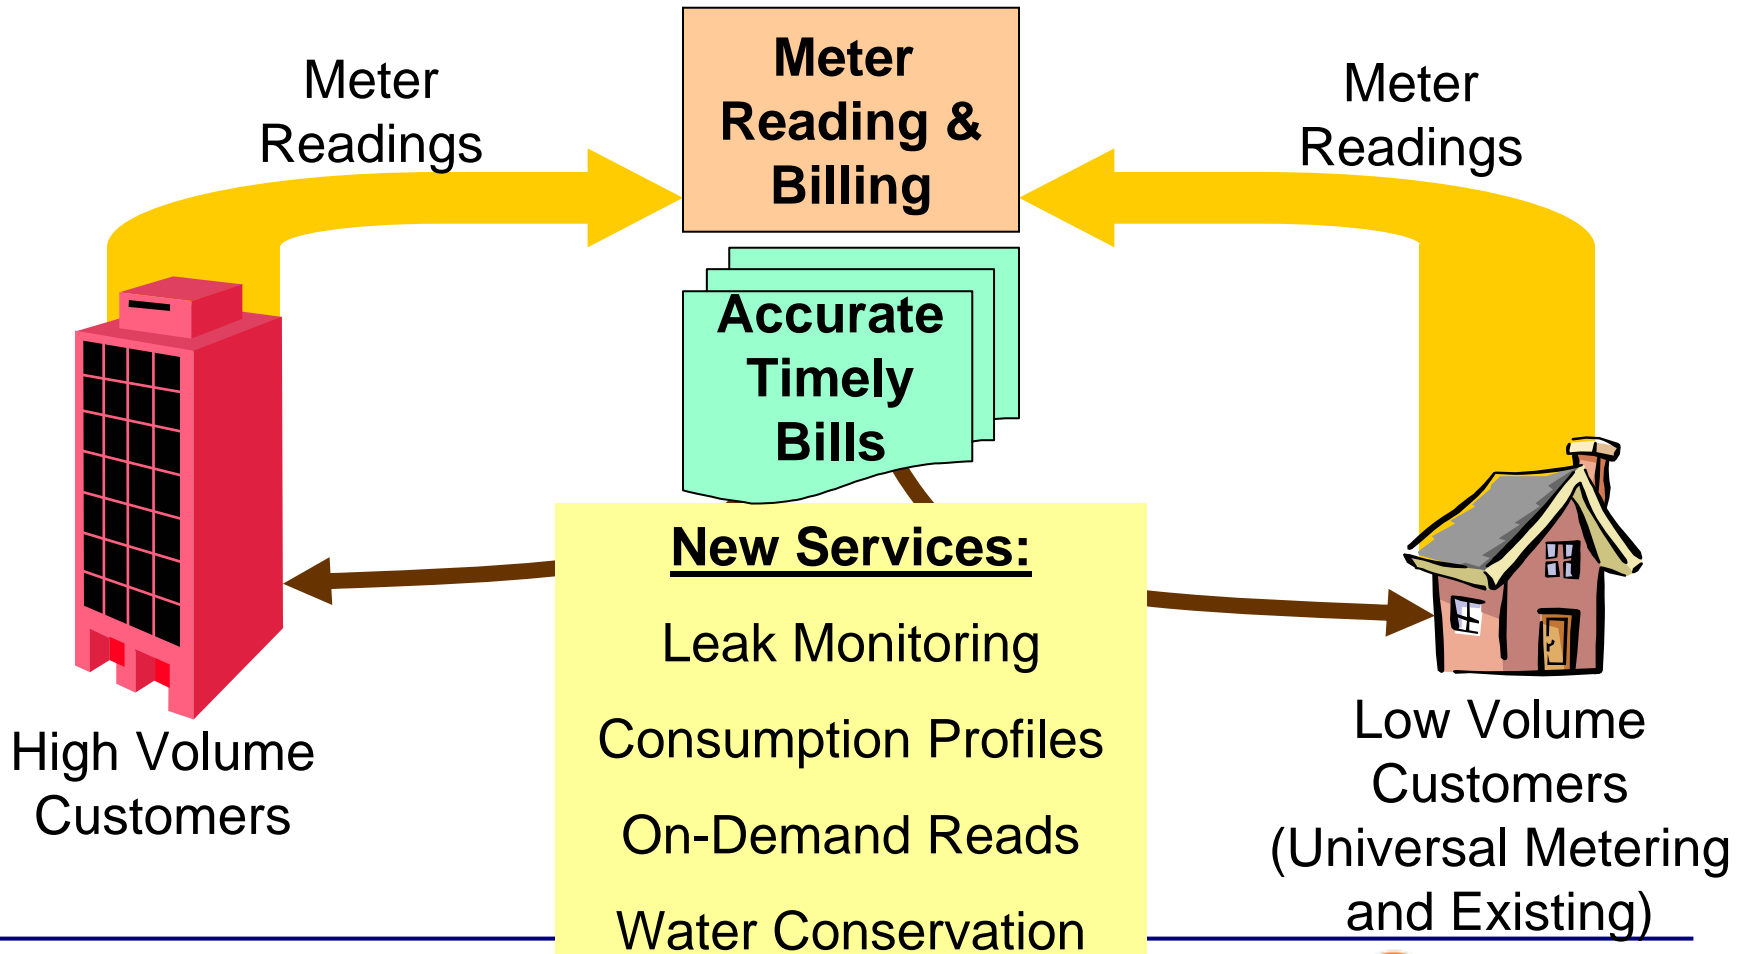 Meter
Readings
Meter
Reading &
Billing
Meter
Readings
Accurate
Timely
Bills
New Services:
Leak Monitoring
Consumption Profiles
On-Demand Reads
Water Conservation
High Volume
Customers
Low Volume
Customers
(Universal Metering
and Existing)